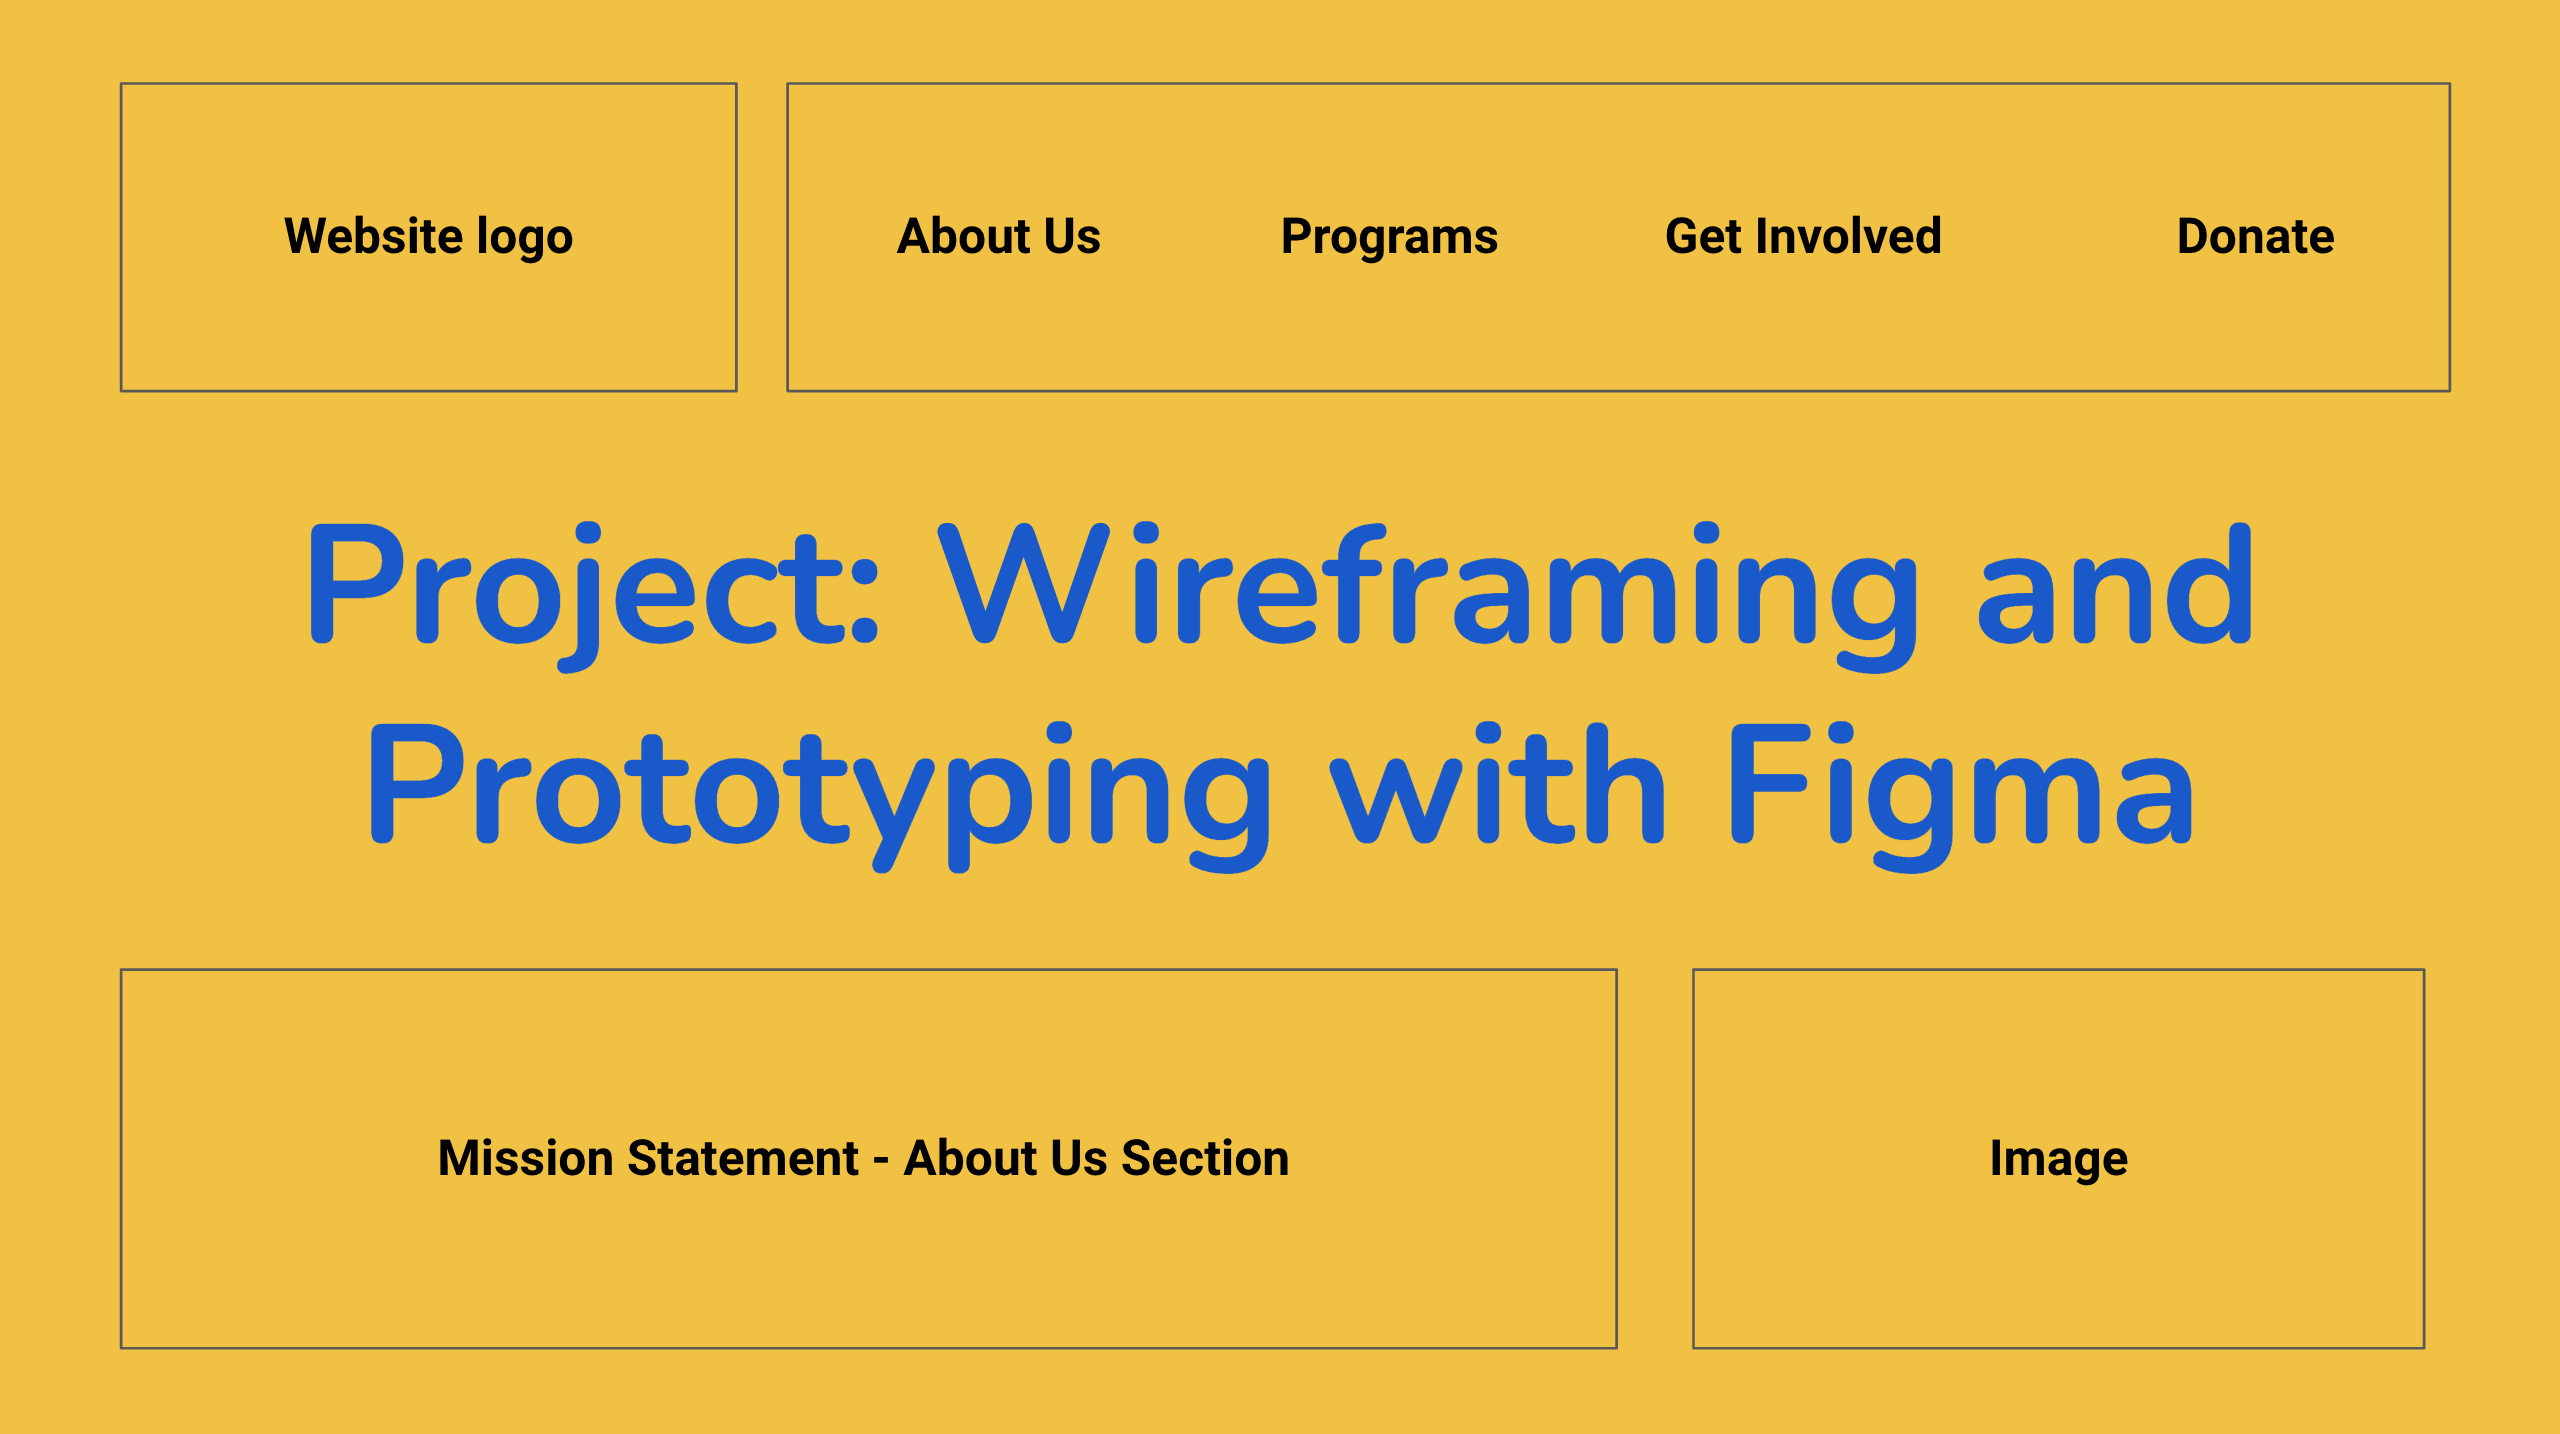 Website logo
About Us Programs Get Involved Donate
Project: Wireframing and
Prototyping with Figma
Mission Statement - About Us Section
Image